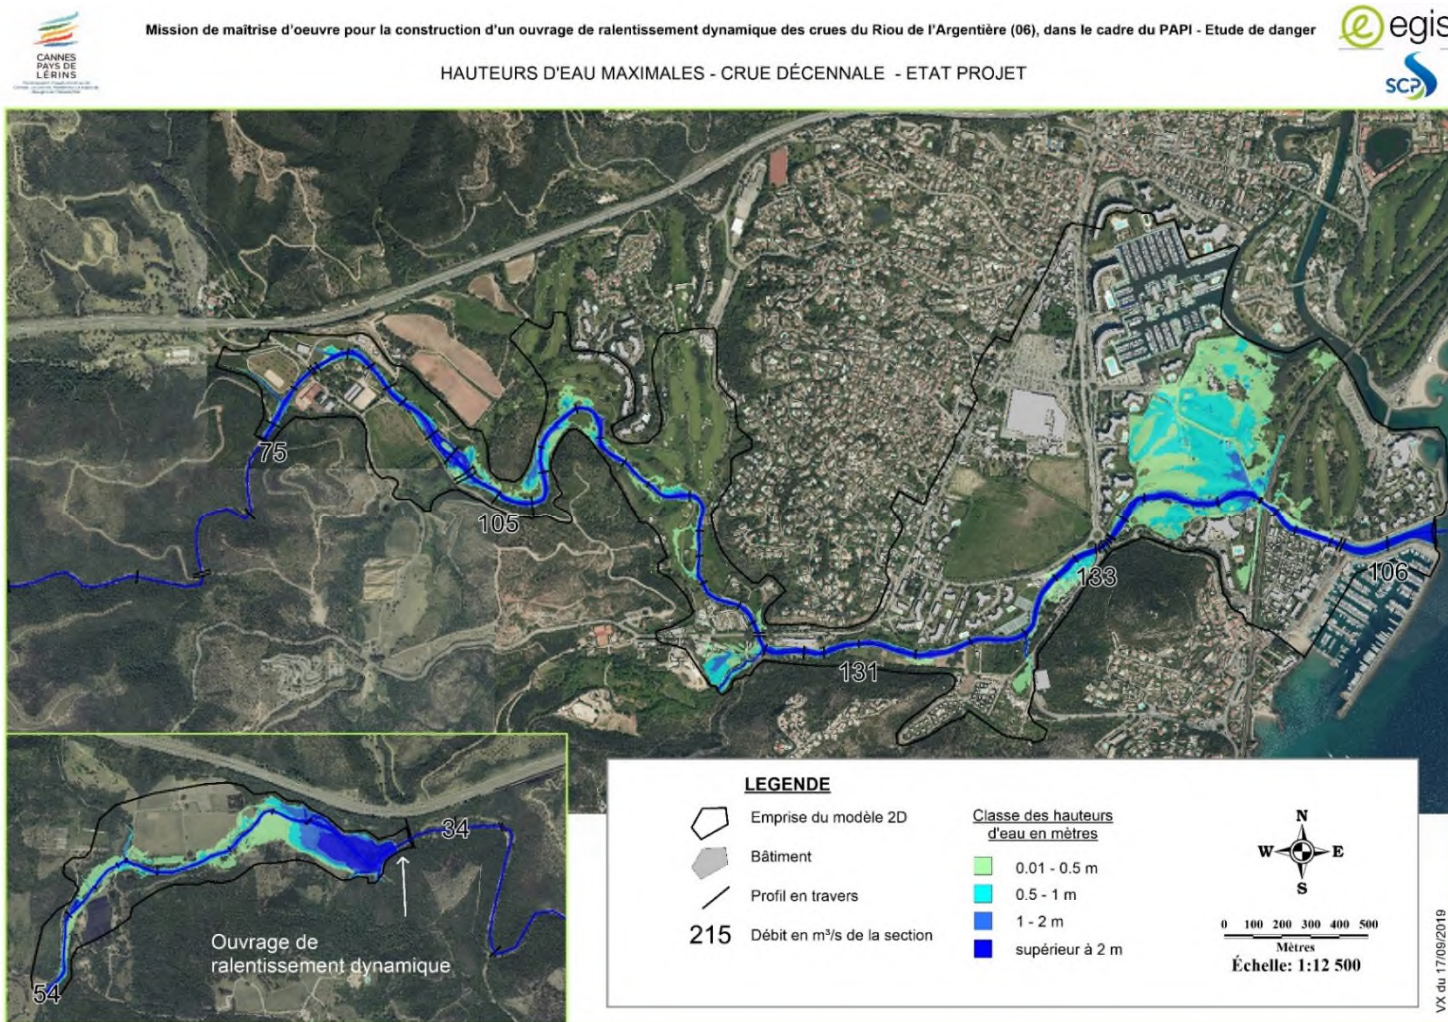 CANNES
PAYS DE
LÉRINS
Mission de maîtrise d'oeuvre pour la construction d'un ouvrage de ralentissement dynamique des crues du Riou de l'Argentière (06), dans le cadre du PAPI - Etude de danger
HAUTEURS D'EAU MAXIMALES - CRUE DÉCENNALE - ETAT PROJET
egis
SCP
75
105
131
133
106
34
54
Ouvrage de
ralentissement dynamique
LEGENDE
Emprise du modèle 2D
Bâtiment
Profil en travers
215 Débit en m³/s de la section
Classe des hauteurs
d'eau en mètres
0.01 - 0.5 m
0.5 - 1 m
1 - 2 m
supérieur à 2 m
N
W E
S
0 100 200 300 400 500
Mètres
Échelle: 1:12 500
VX du 17/09/2019